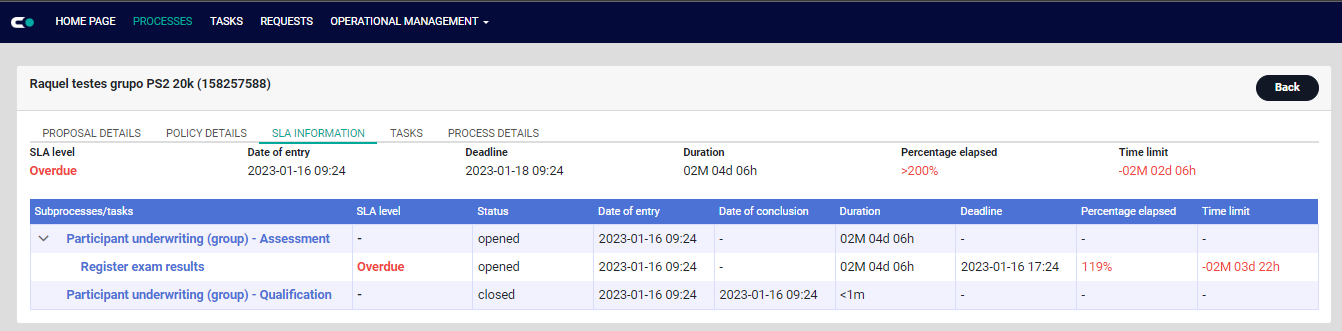 HOME PAGE PROCESSES TASKS REQUESTS OPERATIONAL MANAGEMENT
Raquel testes grupo PS2 20k (158257588) Back
PROPOSAL DETAILS POLICY DETAILS SLA INFORMATION TASKS PROCESS DETAILS
SLA level Date of entry Deadline Duration Percentage elapsed Time limit
Overdue 2023-01-16 09:24 2023-01-18 09:24 02M 04d 06h >200% -02M 02d 06h
Subprocesses/tasks SLA level Status Date of entry Date of conclusion Duration Deadline Percentage elapsed Time limit
Participant underwriting (group) - Assessment - opened 2023-01-16 09:24 - 02M 04d 06h - - -
Register exam results Overdue opened 2023-01-16 09:24 - 02M 04d 06h 2023-01-16 17:24 119% -02M 03d 22h
Participant underwriting (group) - Qualification - closed 2023-01-16 09:24 2023-01-16 09:24 <1m - - -